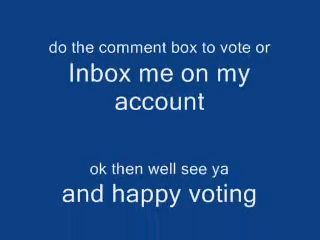 do the comment box to vote or
Inbox me on my
account
ok then well see ya
and happy voting